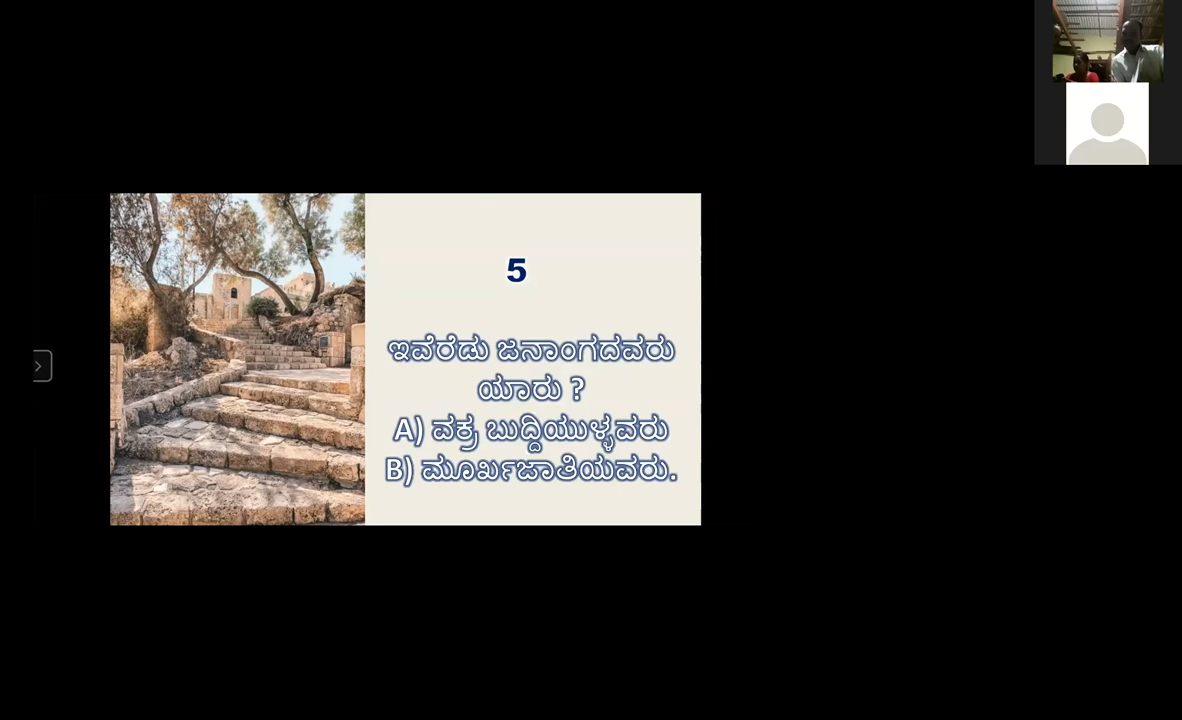 5
ಇವೆರೆಡು ಜನಾಂಗದವರು
ಯಾರು ?
A) ವಕ್ರ ಬುದ್ದಿಯುಳ್ಳವರು
B) ಮೂರ್ಖಜಾತಿಯವರು.